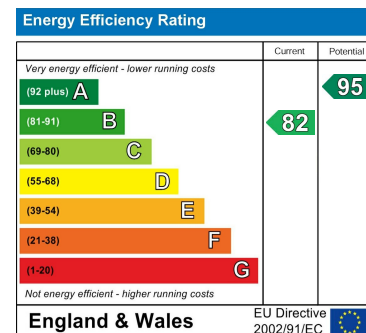 Energy Efficiency Rating
Current Potential
Very energy efficient - lower running costs
(92 plus) A 95
(81-91) B 82
(69-80) C
(55-68) D
(39-54) E
(21-38) F
(1-20) G
Not energy efficient - higher running costs
England & Wales
EU Directive
2002/91/EC